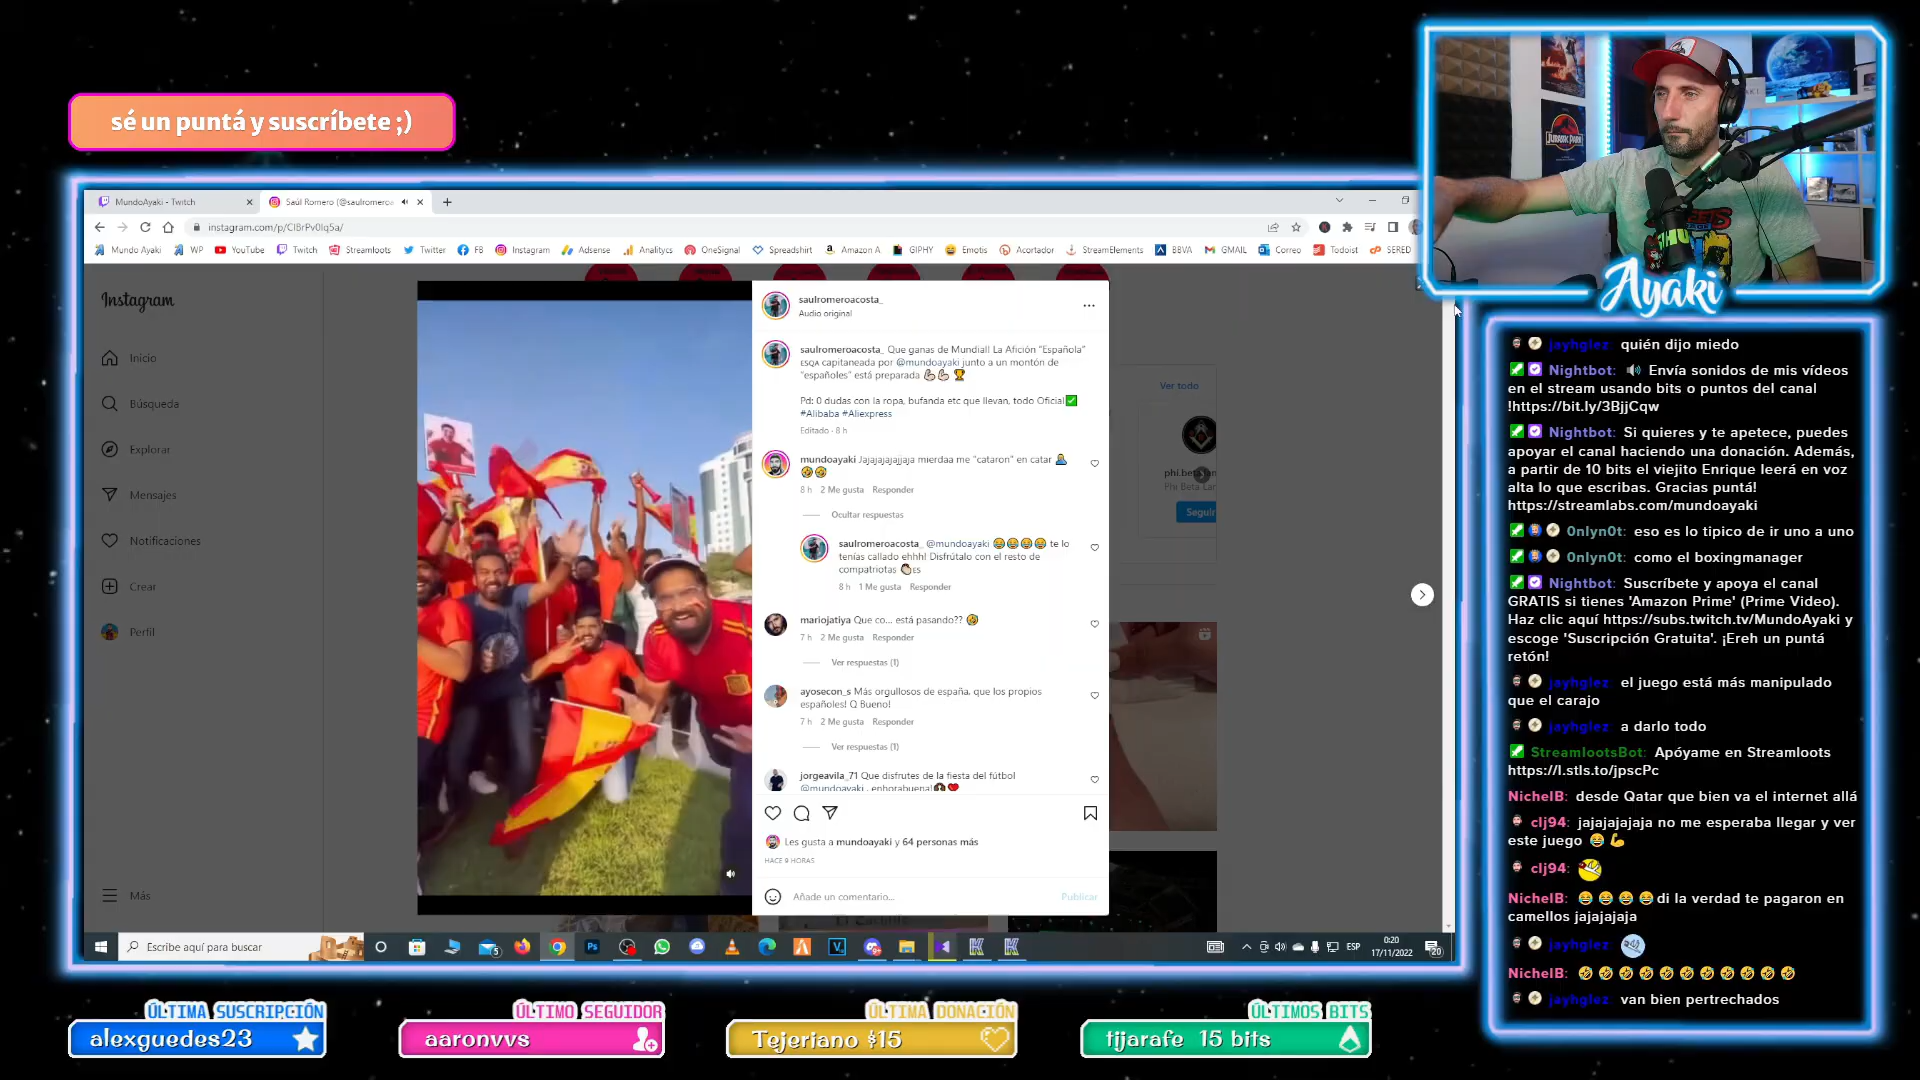 sé un puntá y suscríbete ;)
MundoAyaki - Twitch
Saúl Romero (@saulromeroa
instagram.com/p/ClBrPv0Iq5a/
Mundo Ayaki WP YouTube Twitch Streamloots Twitter FB Instagram Adsense Analitycs OneSignal Spreadshirt Amazon A GIPHY Emotis Acortador StreamElements BBVA GMAIL Correo Todoist SERED
Instagram
Inicio
Búsqueda
Explorar
Mensajes
Notificaciones
Crear
Perfil
Más
saulromeroacosta_
Audio original
saulromeroacosta_ Que ganas de Mundial! La Afición "Española"
ESQA capitaneada por @mundoayaki junto a un montón de
"españoles" está preparada 💪🏻💪🏻 🏆
Pd: 0 dudas con la ropa, bufanda etc que llevan, todo Oficial✅
#Alibaba #Aliexpress
Editado · 8 h
mundoayaki Jajajajajajjaja mierdaa me "cataron" en catar 🤦‍♂️
🤣🤣
8 h 2 Me gusta Responder
Ocultar respuestas
saulromeroacosta_ @mundoayaki 😂😂😂😂 te lo
tenías callado ehhh! Disfrútalo con el resto de
compatriotas 👏🏻ES
8 h 1 Me gusta Responder
mariojatiya Que co... está pasando?? 🤣
7 h 2 Me gusta Responder
Ver respuestas (1)
ayosecon_s Más orgullosos de españa, que los propios
españoles! Q Bueno!
7 h 2 Me gusta Responder
Ver respuestas (1)
jorgeavila_71 Que disfrutes de la fiesta del fútbol
@mundoayaki , enhorabuena!
Les gusta a mundoayaki y 64 personas más
HACE 9 HORAS
Añade un comentario... Publicar
Ver todo
phi.beta
Phi Beta Lam
Seguir
Escribe aquí para buscar
ESP
0:20
17/11/2022
20
JURASSIC PARK
Ayaki
jayhglez: quién dijo miedo
Nightbot: 🔊 Envía sonidos de mis vídeos
en el stream usando bits o puntos del canal
!https://bit.ly/3BjjCqw
Nightbot: Si quieres y te apetece, puedes
apoyar el canal haciendo una donación. Además,
a partir de 10 bits el viejito Enrique leerá en voz
alta lo que escribas. Gracias puntá!
https://streamlabs.com/mundoayaki
0nlyn0t: eso es lo tipico de ir uno a uno
0nlyn0t: como el boxingmanager
Nightbot: Suscríbete y apoya el canal
GRATIS si tienes 'Amazon Prime' (Prime Video).
Haz clic aquí https://subs.twitch.tv/MundoAyaki y
escoge 'Suscripción Gratuita'. ¡Ereh un puntá
retón!
jayhglez: el juego está más manipulado
que el carajo
jayhglez: a darlo todo
StreamlootsBot: Apóyame en Streamloots
https://l.stls.to/jpscPc
NichelB: desde Qatar que bien va el internet allá
clj94: jajajajajaja no me esperaba llegar y ver
este juego 😂 💪
clj94:
NichelB: 😂 😂 😂 😂 di la verdad te pagaron en
camellos jajajajaja
jayhglez:
NichelB: 🤣 🤣 🤣 🤣 🤣 🤣 🤣 🤣 🤣 🤣 🤣
jayhglez: van bien pertrechados
ÚLTIMA SUSCRIPCIÓN
alexguedes23
ÚLTIMO SEGUIDOR
aaronvvs
ÚLTIMA DONACIÓN
Tejeriano $15
ÚLTIMOS BITS
tijarafe 15 bits